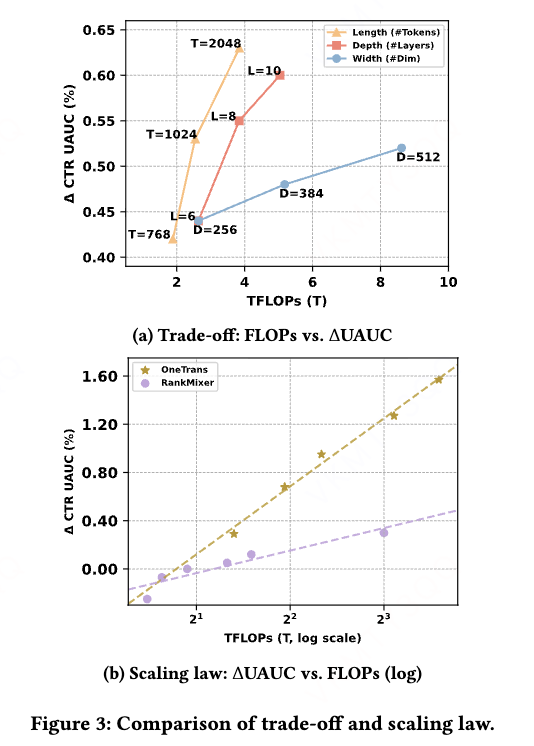 0.65
0.60
0.55
0.50
0.45
0.40
Δ CTR UAUC (%)
T=2048
L=10
L=8
T=1024
D=512
D=384
L=6
T=768
D=256
Length (#Tokens)
Depth (#Layers)
Width (#Dim)
2 4 6 8 10
TFLOPs (T)
(a) Trade-off: FLOPs vs. ΔUAUC
1.60
1.20
0.80
0.40
0.00
Δ CTR UAUC (%)
OneTrans
RankMixer
2¹ 2² 2³
TFLOPs (T, log scale)
(b) Scaling law: ΔUAUC vs. FLOPs (log)
Figure 3: Comparison of trade-off and scaling law.